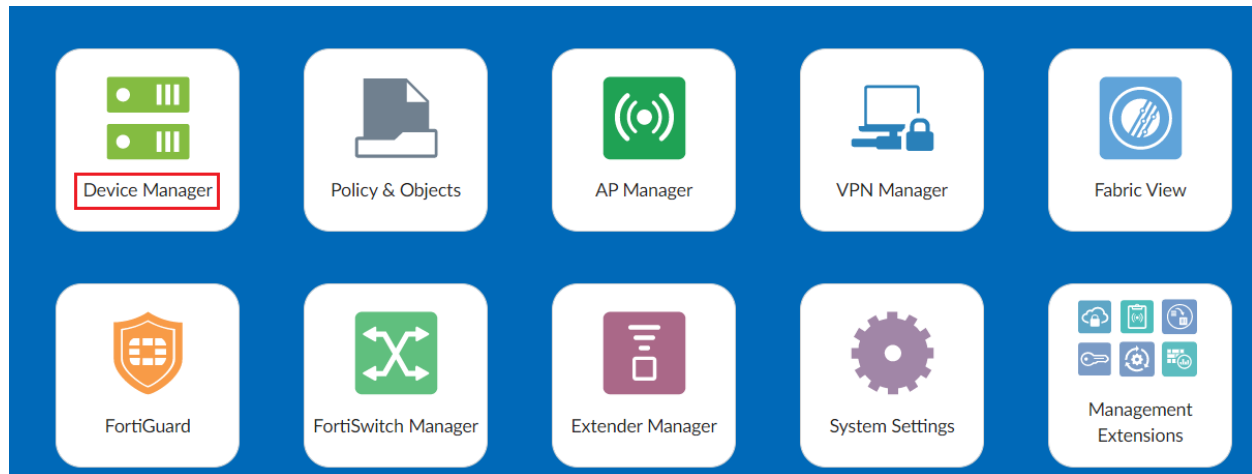 Device Manager
Policy & Objects
AP Manager
VPN Manager
Fabric View
FortiGuard
FortiSwitch Manager
Extender Manager
System Settings
Management
Extensions